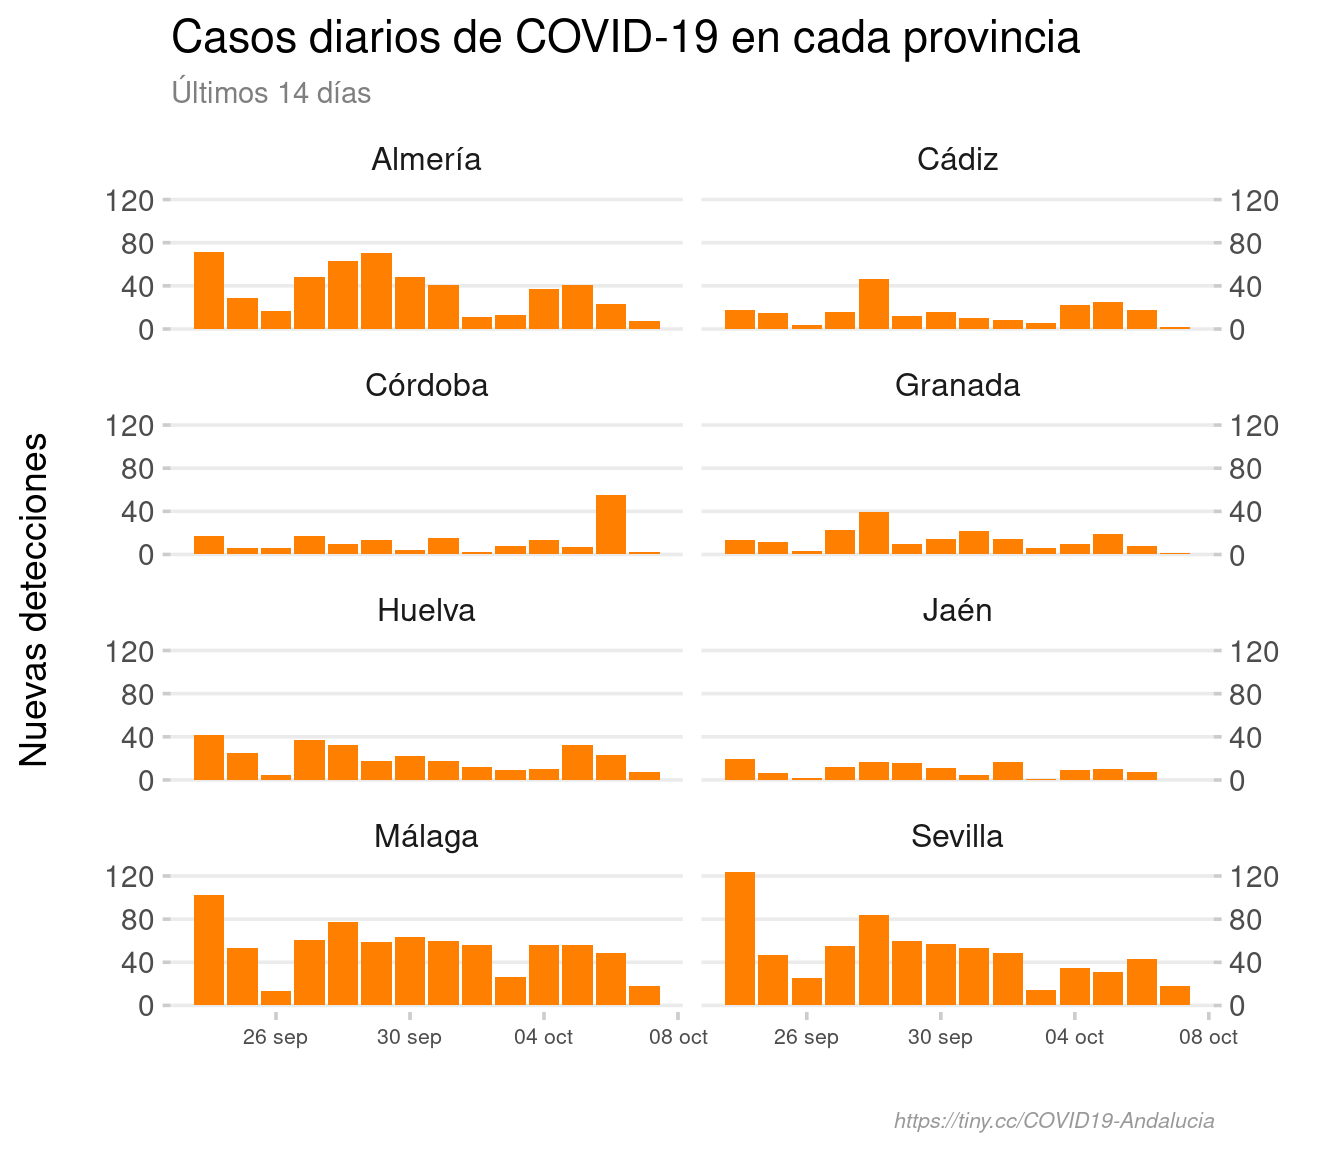 Casos diarios de COVID-19 en cada provincia
Últimos 14 días
Nuevas detecciones
Almería
Cádiz
120
80
40
0
120
80
40
0
Córdoba
Granada
120
80
40
0
120
80
40
0
Huelva
Jaén
120
80
40
0
120
80
40
0
Málaga
Sevilla
120
80
40
0
120
80
40
0
26 sep 30 sep 04 oct 08 oct
26 sep 30 sep 04 oct 08 oct
https://tiny.cc/COVID19-Andalucia